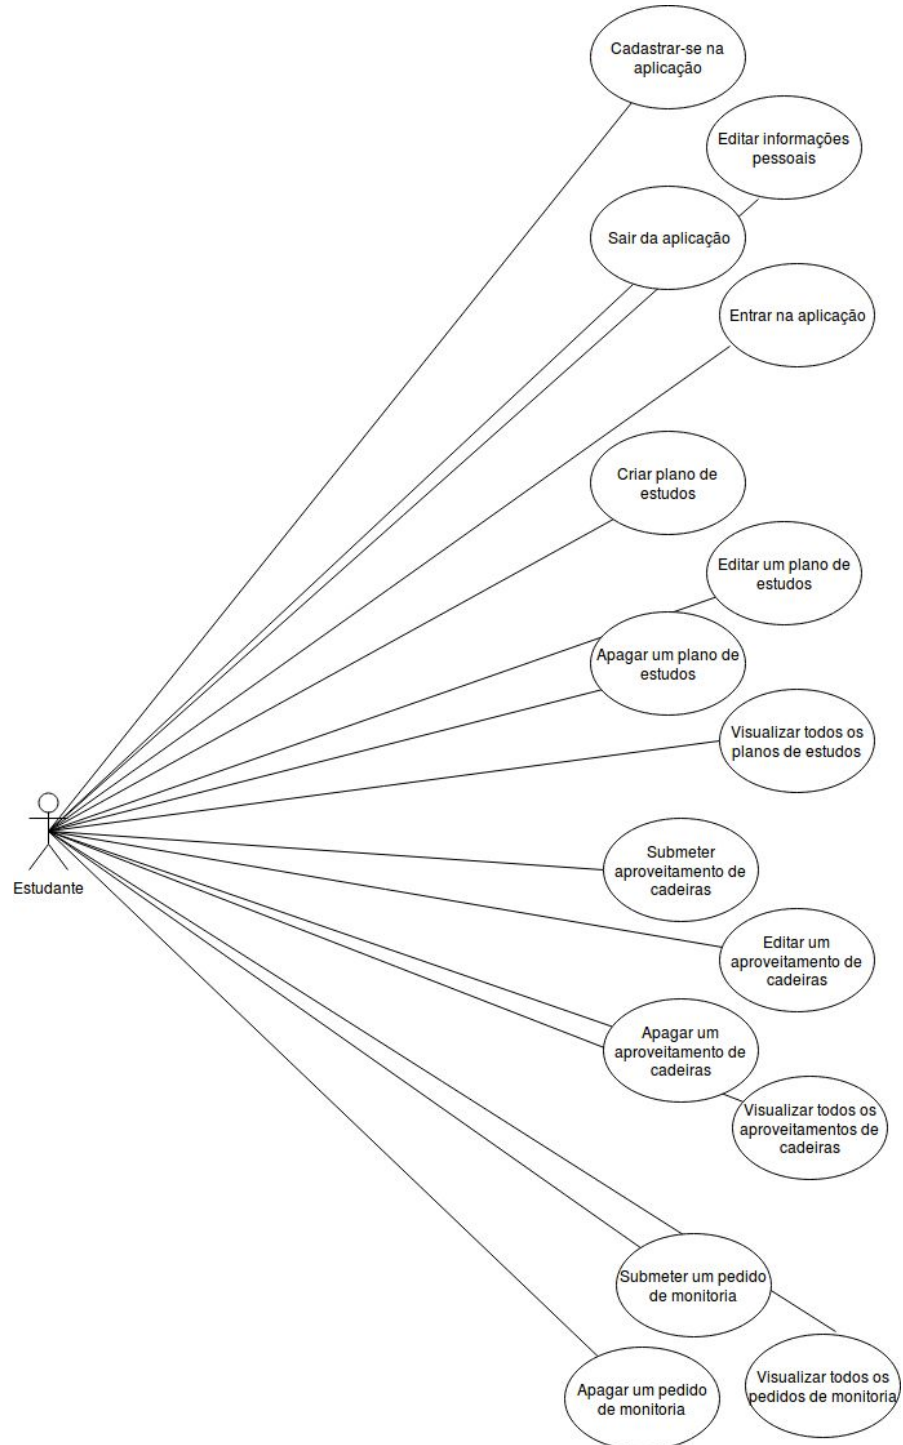 Cadastrar-se na
aplicação
Editar informações
pessoais
Sair da aplicação
Entrar na aplicação
Criar plano de
estudos
Editar um plano de
estudos
Apagar um plano de
estudos
Visualizar todos os
planos de estudos
Estudante
Submeter
aproveitamento de
cadeiras
Editar um
aproveitamento de
cadeiras
Apagar um
aproveitamento de
cadeiras
Visualizar todos os
aproveitamentos de
cadeiras
Submeter um pedido
de monitoria
Visualizar todos os
pedidos de monitoria
Apagar um pedido
de monitoria